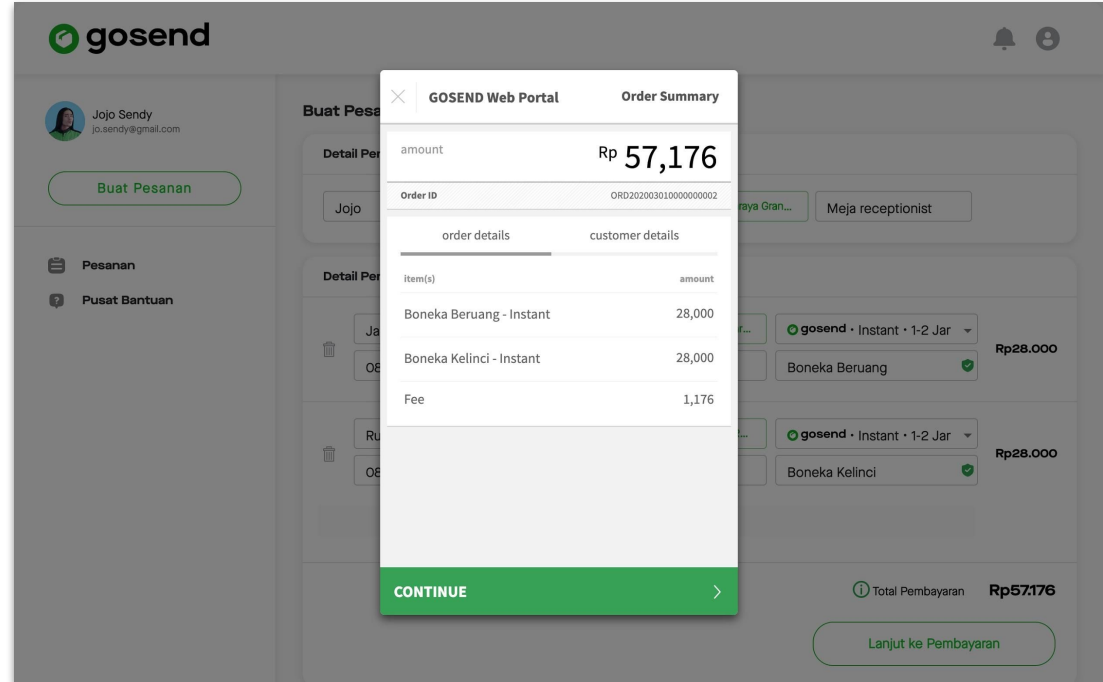 gosend
Jojo Sendy
jo.sendy@gmail.com
Buat Pesanan
Pesanan
Pusat Bantuan
Buat Pesa
Detail Per
Jojo
raya Gran...
Meja receptionist
Detail Per
Ja
gosend • Instant • 1-2 Jar
08
Boneka Beruang
Rp28.000
Ru
gosend • Instant • 1-2 Jar
08
Boneka Kelinci
Rp28.000
Total Pembayaran Rp57.176
Lanjut ke Pembayaran
GOSEND Web Portal Order Summary
amount Rp 57,176
Order ID ORD202003010000000002
order details customer details
item(s) amount
Boneka Beruang - Instant 28,000
Boneka Kelinci - Instant 28,000
Fee 1,176
CONTINUE